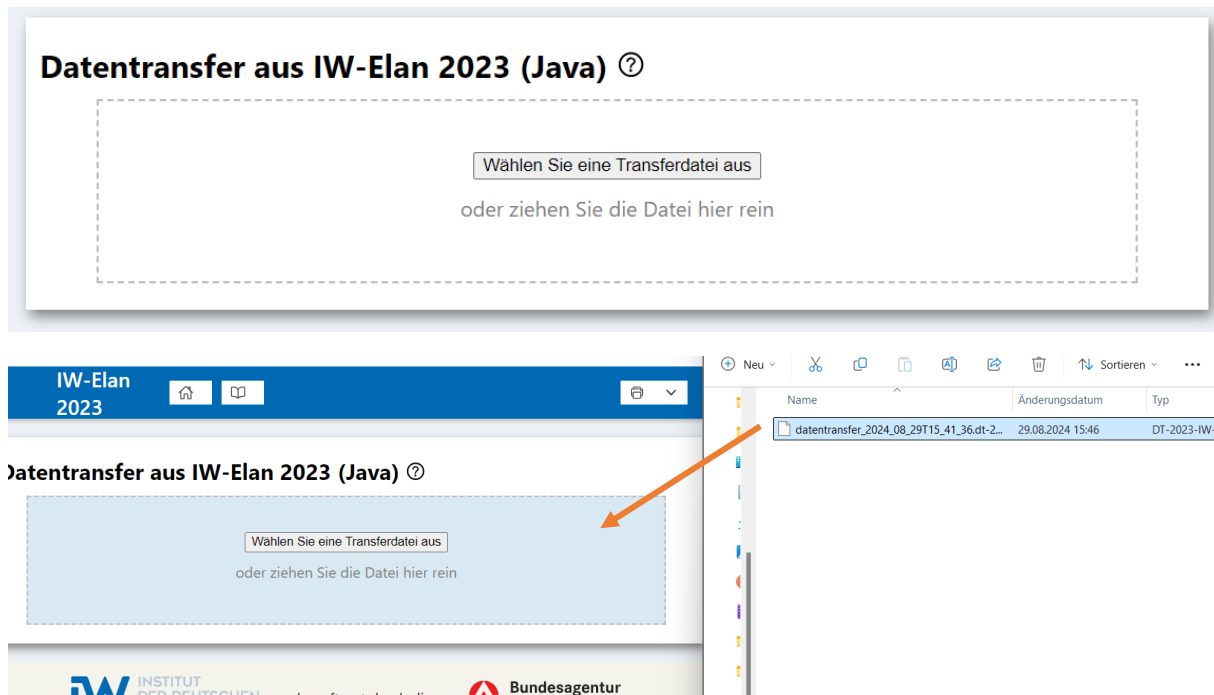 Datentransfer aus IW-Elan 2023 (Java) ?
Wählen Sie eine Transferdatei aus
oder ziehen Sie die Datei hier rein
Neu
Sortieren
IW-Elan
2023
Name
Änderungsdatum
Typ
datentransfer_2024_08_29T15_41_36.dt-2...
29.08.2024 15:46
DT-2023-IW-
Datentransfer aus IW-Elan 2023 (Java) ?
Wählen Sie eine Transferdatei aus
oder ziehen Sie die Datei hier rein
iW
INSTITUT
DER DEUTSCHEN
Bundesagentur